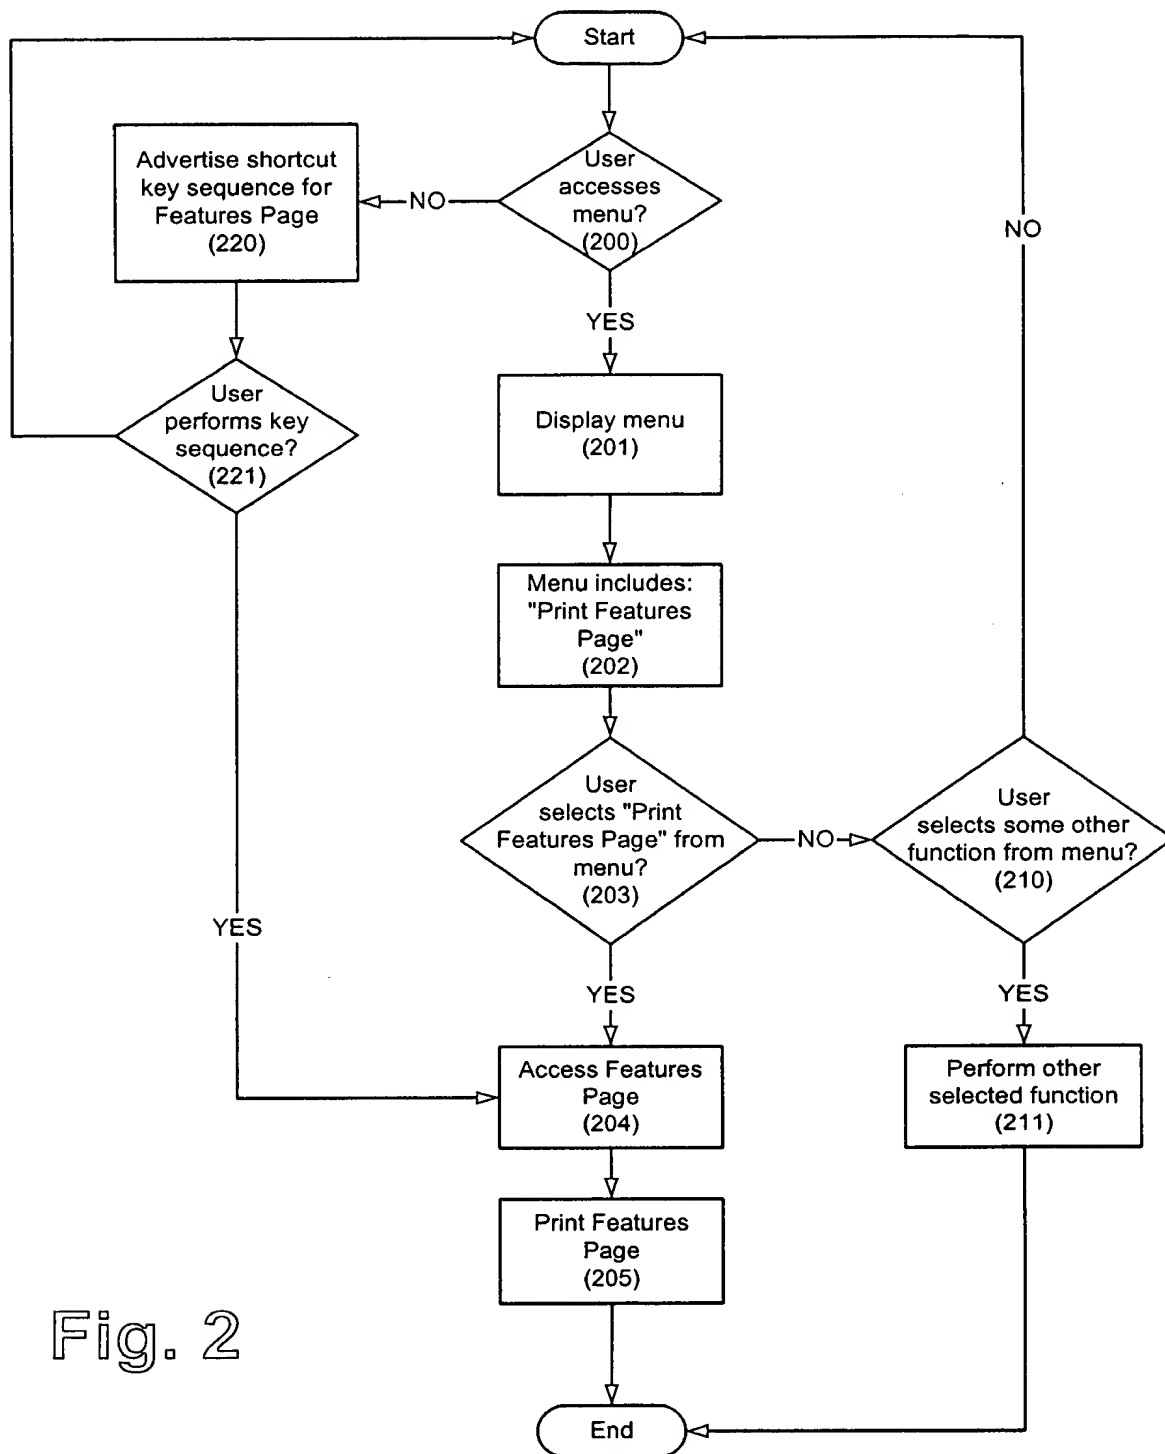 Start
User
accesses
menu?
(200)
NO
Advertise shortcut
key sequence for
Features Page
(220)
NO
YES
User
performs key
sequence?
(221)
Display menu
(201)
Menu includes:
"Print Features
Page"
(202)
User
selects "Print
Features Page" from
menu?
(203)
NO
User
selects some other
function from menu?
(210)
YES
YES
YES
Access Features
Page
(204)
Perform other
selected function
(211)
Print Features
Page
(205)
Fig. 2
End